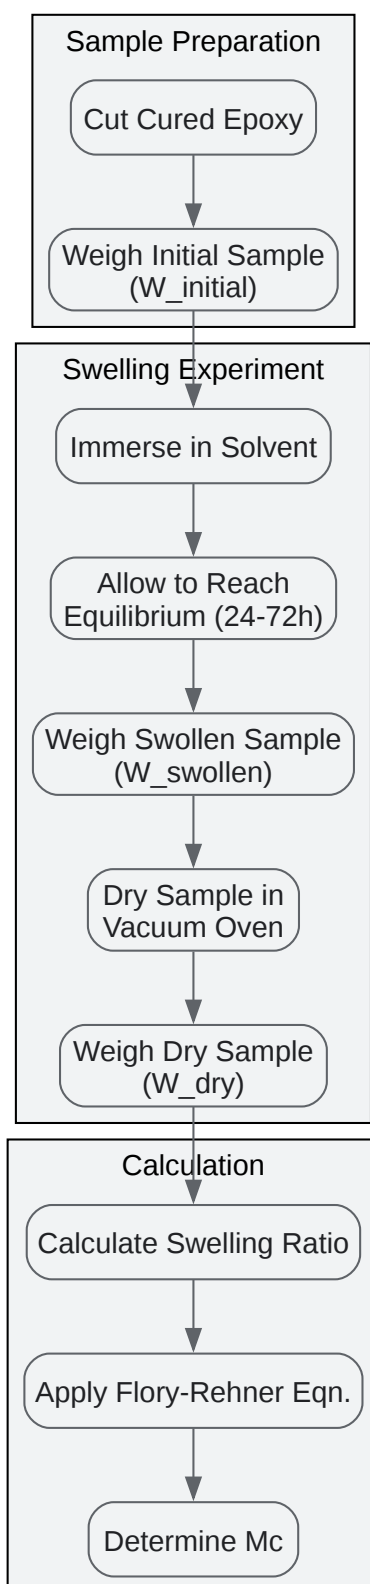 Sample Preparation
Cut Cured Epoxy
Weigh Initial Sample
(W_initial)
Swelling Experiment
Immerse in Solvent
Allow to Reach
Equilibrium (24-72h)
Weigh Swollen Sample
(W_swollen)
Dry Sample in
Vacuum Oven
Weigh Dry Sample
(W_dry)
Calculation
Calculate Swelling Ratio
Apply Flory-Rehner Eqn.
Determine Mc